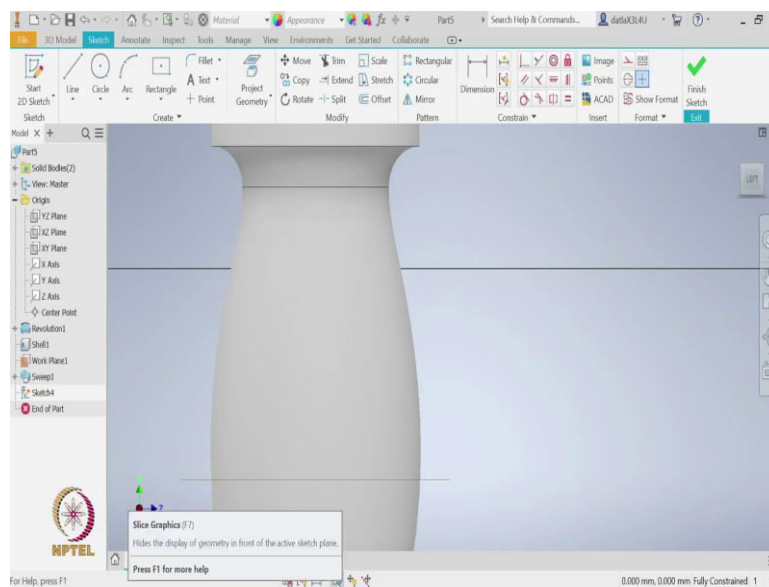 Material
Appearance
Part5
Search Help & Commands...
datlaX3L4U
File 3D Model Sketch Annotate Inspect Tools Manage View Environments Get Started Collaborate
Start
2D Sketch
Line
Circle
Arc
Rectangle
Fillet
Text
Point
Project
Geometry
Move
Copy
Rotate
Trim
Extend
Split
Scale
Stretch
Offset
Rectangular
Circular
Mirror
Dimension
Image
Points
ACAD
Show Format
Finish
Sketch
Sketch
Create
Modify
Pattern
Constrain
Insert
Format
Exit
Model
Part5
Solid Bodies(2)
View: Master
Origin
YZ Plane
XZ Plane
XY Plane
X Axis
Y Axis
Z Axis
Center Point
Revolution1
Shell1
Work Plane1
Sweep1
Sketch4
End of Part
LEFT
Z
NPTEL
Slice Graphics (F7)
Hides the display of geometry in front of the active sketch plane.
Press F1 for more help
For Help, press F1
0.000 mm, 0.000 mm Fully Constrained 1